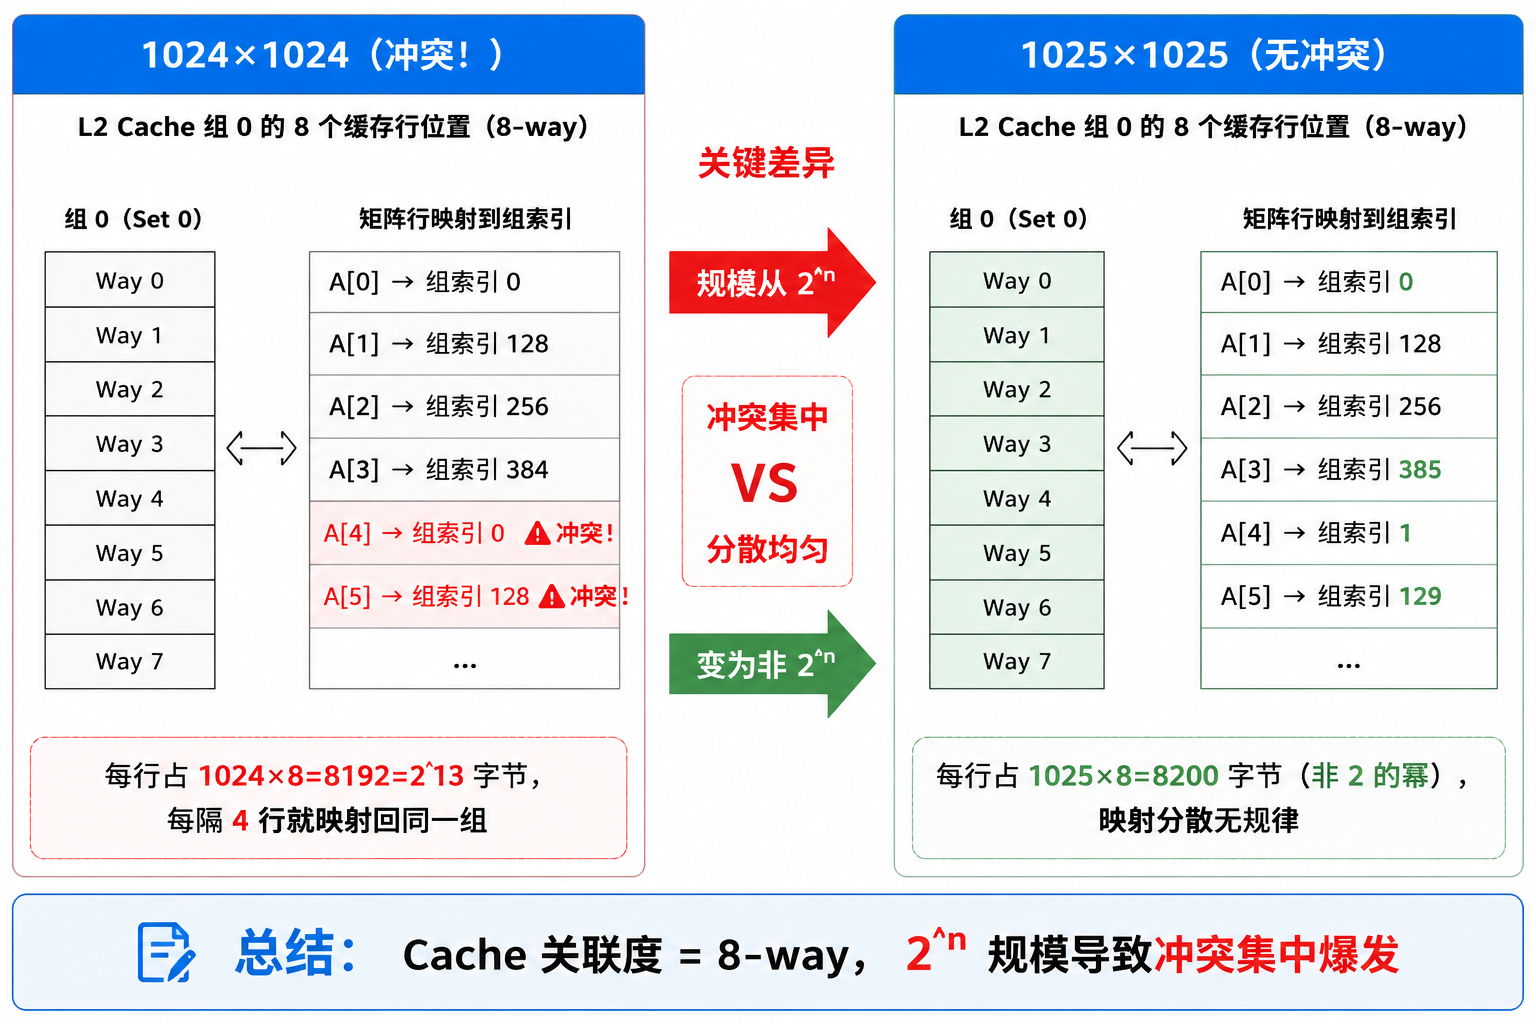 1024×1024（冲突！）
L2 Cache 组 0 的 8 个缓存行位置（8-way）
组 0（Set 0）
矩阵行映射到组索引
Way 0
Way 1
Way 2
Way 3
Way 4
Way 5
Way 6
Way 7
A[0] → 组索引 0
A[1] → 组索引 128
A[2] → 组索引 256
A[3] → 组索引 384
A[4] → 组索引 0 冲突！
A[5] → 组索引 128 冲突！
...
每行占 1024×8=8192=2^13 字节，
每隔 4 行就映射回同一组
关键差异
规模从 2^n
冲突集中
VS
分散均匀
变为非 2^n
1025×1025（无冲突）
L2 Cache 组 0 的 8 个缓存行位置（8-way）
组 0（Set 0）
矩阵行映射到组索引
Way 0
Way 1
Way 2
Way 3
Way 4
Way 5
Way 6
Way 7
A[0] → 组索引 0
A[1] → 组索引 128
A[2] → 组索引 256
A[3] → 组索引 385
A[4] → 组索引 1
A[5] → 组索引 129
...
每行占 1025×8=8200 字节（非 2 的幂），
映射分散无规律
总结： Cache 关联度 = 8-way， 2^n 规模导致冲突集中爆发